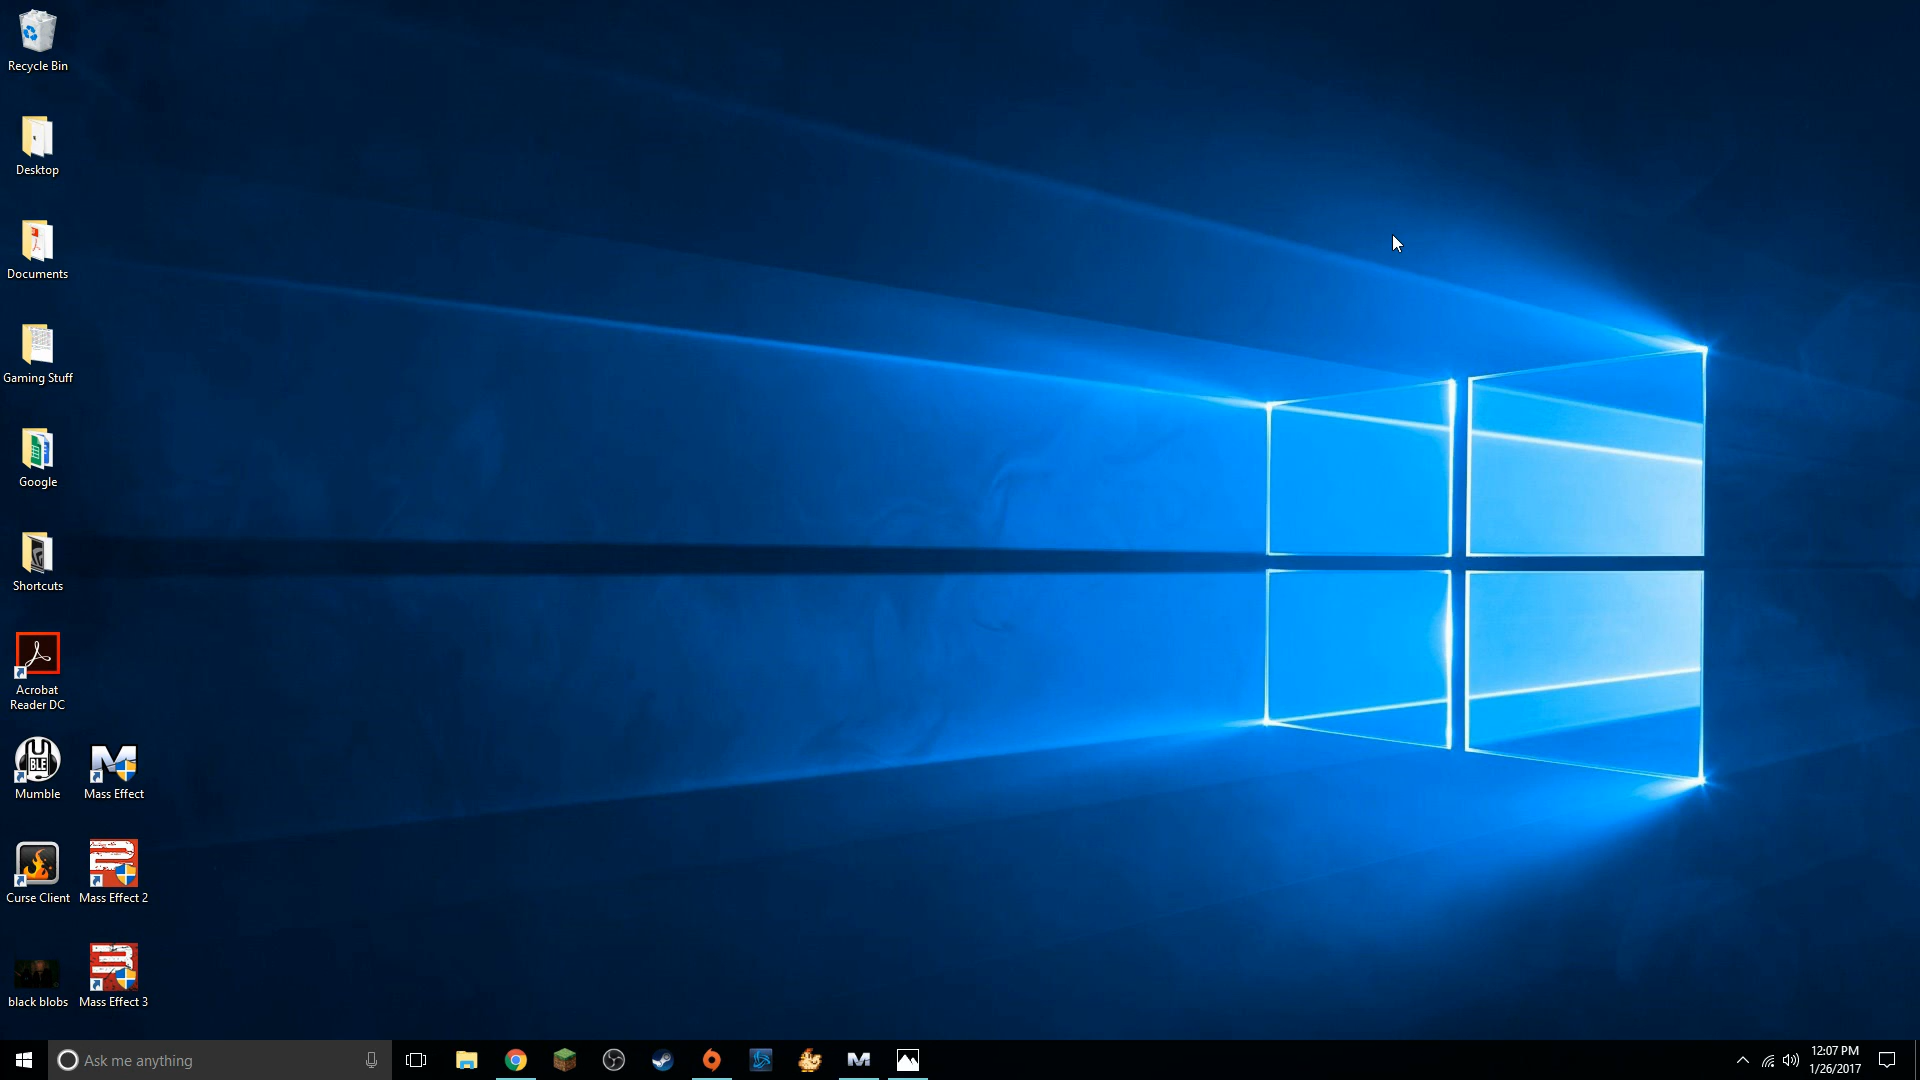 Recycle Bin
Desktop
Documents
Gaming Stuff
Google
Shortcuts
Acrobat
Reader DC
Mumble
Mass Effect
Curse Client
Mass Effect 2
black blobs
Mass Effect 3
Ask me anything
12:07 PM
1/26/2017